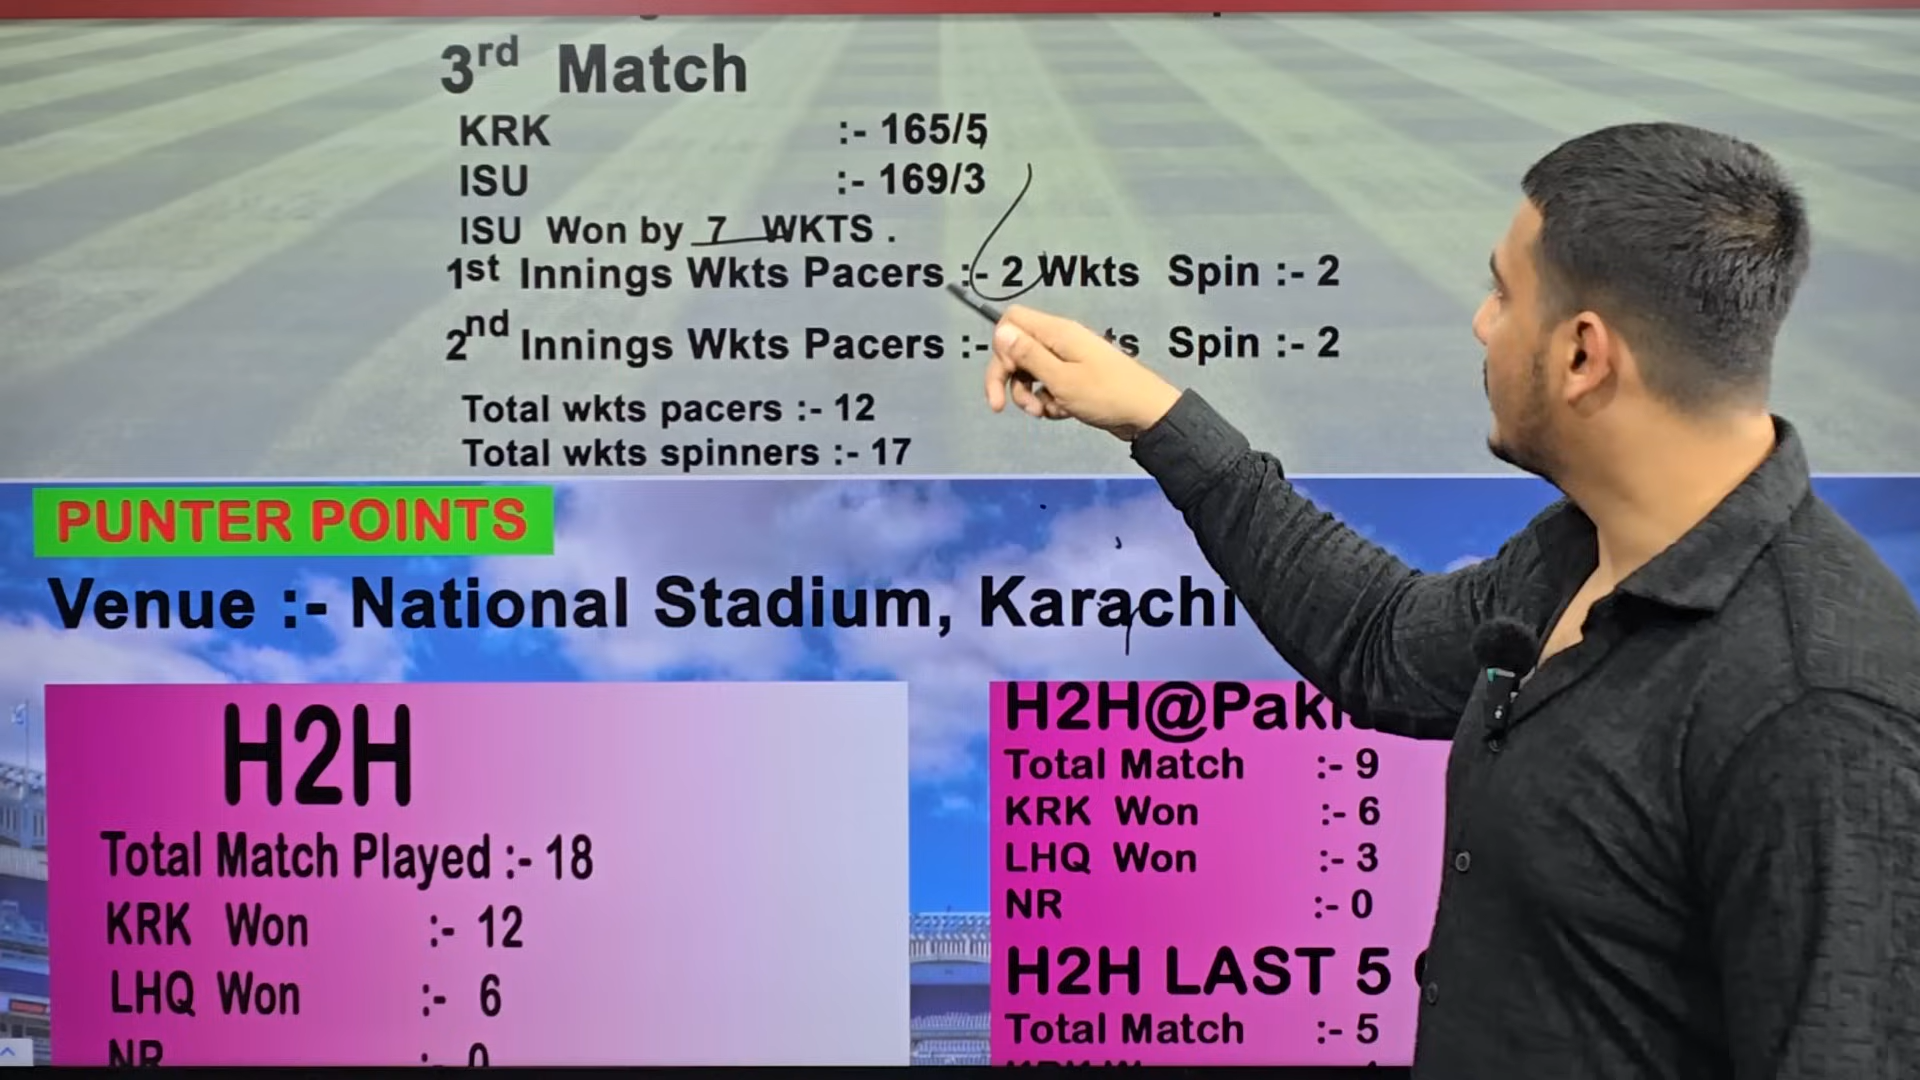 3rd Match
KRK :- 165/5
ISU :- 169/3
ISU Won by 7 WKTS .
1st Innings Wkts Pacers :- 2 Wkts Spin :- 2
2nd Innings Wkts Pacers :- Spin :- 2
Total wkts pacers :- 12
Total wkts spinners :- 17
PUNTER POINTS
Venue :- National Stadium, Karachi
H2H
Total Match Played :- 18
KRK Won :- 12
LHQ Won :- 6
NR :- 0
H2H@Paki
Total Match :- 9
KRK Won :- 6
LHQ Won :- 3
NR :- 0
H2H LAST 5
Total Match :- 5